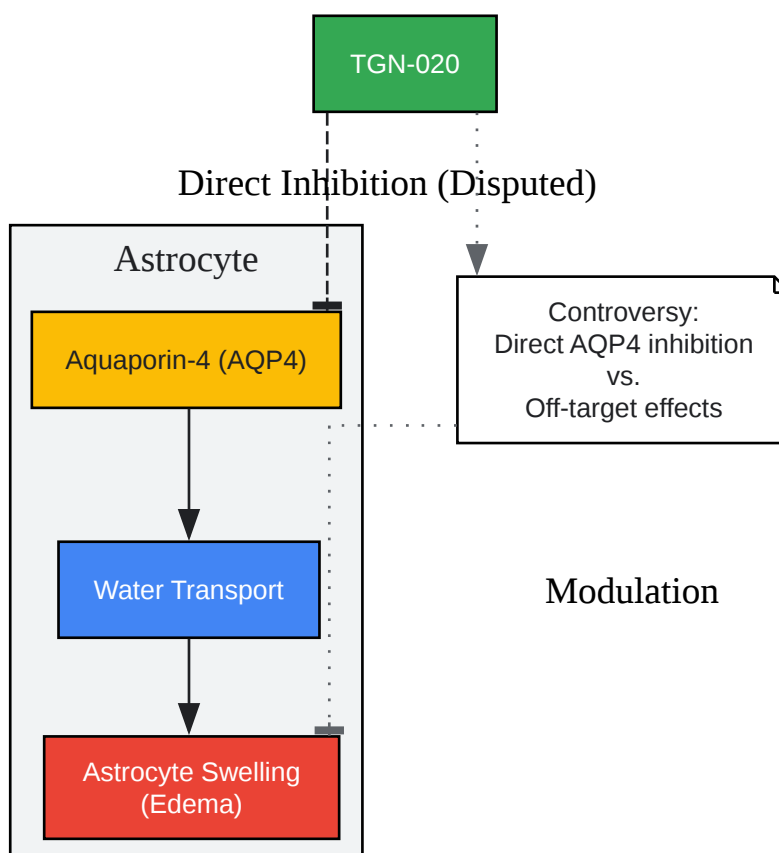 TGN-020
Direct Inhibition (Disputed)
Astrocyte
Aquaporin-4 (AQP4)
Controversy:
Direct AQP4 inhibition
vs.
Off-target effects
Water Transport
Modulation
Astrocyte Swelling
(Edema)